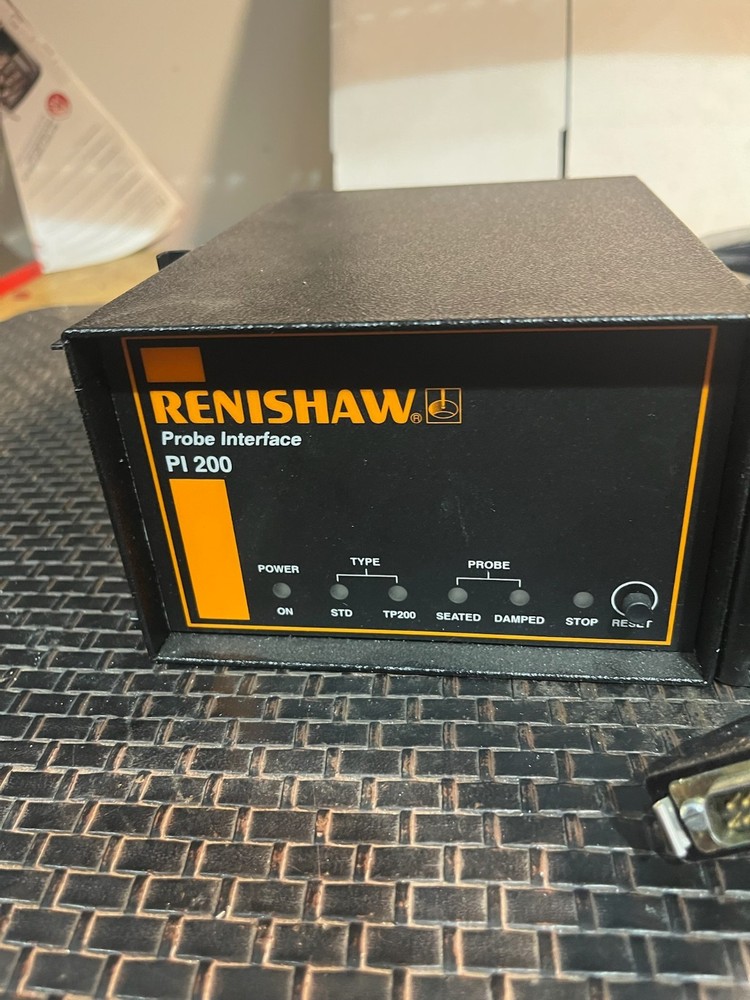 RENISHAW®
Probe Interface
PI 200
POWER
TYPE
PROBE
ON
STD
TP200
SEATED
DAMPED
STOP
RESET